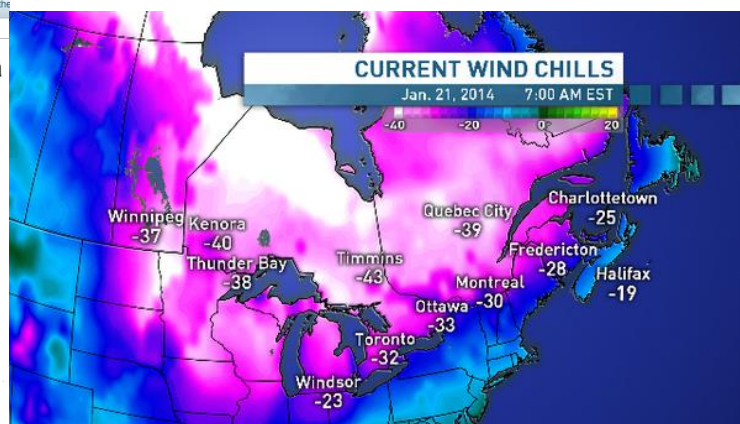 the
CURRENT WIND CHILLS
Jan. 21, 2014 7:00 AM EST
-40 -20 0° 20
Winnipeg
-37
Kenora
-40
Thunder Bay
-38
Timmins
-43
Quebec City
-39
Charlottetown
-25
Fredericton
-28
Halifax
-19
Montreal
-30
Ottawa
-33
Toronto
-32
Windsor
-23